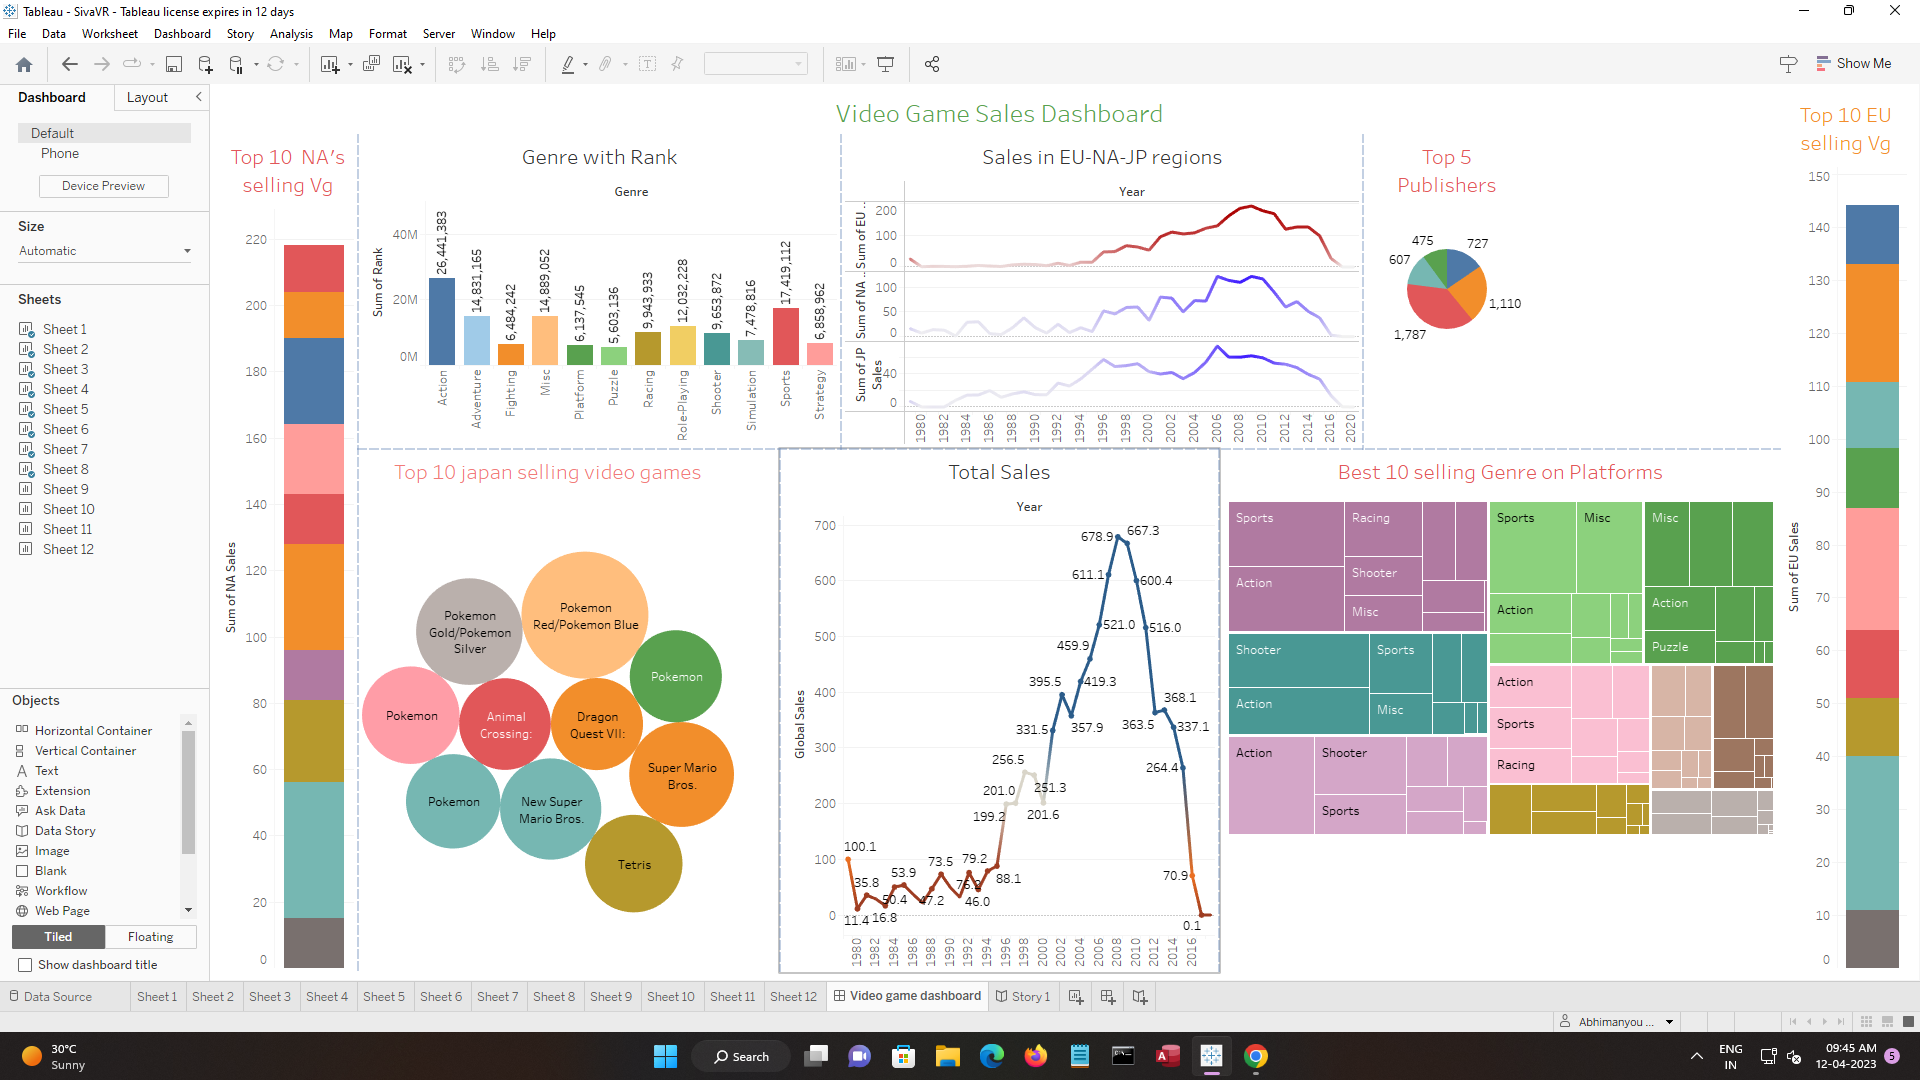 Tableau - SivaVR - Tableau license expires in 12 days
File Data Worksheet Dashboard Story Analysis Map Format Server Window Help
Show Me
Dashboard Layout
Default
Phone
Device Preview
Size
Automatic
Sheets
Sheet 1
Sheet 2
Sheet 3
Sheet 4
Sheet 5
Sheet 6
Sheet 7
Sheet 8
Sheet 9
Sheet 10
Sheet 11
Sheet 12
Objects
Horizontal Container
Vertical Container
Text
Extension
Ask Data
Data Story
Image
Blank
Workflow
Web Page
Tiled Floating
Show dashboard title
Video Game Sales Dashboard
Top 10 NA's
selling Vg
Sum of NA Sales
220
200
180
160
140
120
100
80
60
40
20
0
Genre with Rank
Genre
Sum of Rank
40M
20M
0M
26,441,383
14,831,165
6,484,242
14,889,052
6,137,545
5,603,136
9,943,933
12,032,228
9,653,872
7,478,816
17,419,112
6,858,962
Action
Adventure
Fighting
Misc
Platform
Puzzle
Racing
Role-Playing
Shooter
Simulation
Sports
Strategy
Sales in EU-NA-JP regions
Year
Sum of EU ..
200
100
0
Sum of NA ..
100
50
0
Sum of JP
Sales
40
0
1980 1982 1984 1986 1988 1990 1992 1994 1996 1998 2000 2002 2004 2006 2008 2010 2012 2014 2016 2020
Top 5
Publishers
475 727
607
1,110
1,787
Top 10 EU
selling Vg
Sum of EU Sales
150
140
130
120
110
100
90
80
70
60
50
40
30
20
10
0
Top 10 japan selling video games
Pokemon
Red/Pokemon Blue
Pokemon
Gold/Pokemon
Silver
Pokemon
Pokemon
Animal
Crossing:
Dragon
Quest VII:
Super Mario
Bros.
Pokemon
New Super
Mario Bros.
Tetris
Total Sales
Year
Global Sales
700
600
500
400
300
200
100
0
678.9 667.3
611.1 600.4
521.0 516.0
459.9
395.5 419.3 368.1
331.5 357.9 363.5 337.1
256.5 264.4
201.0 251.3
199.2 201.6
100.1 73.5 79.2
35.8 53.9 76.2 88.1 70.9
50.4 47.2 46.0
11.4 16.8 0.1
1980 1982 1984 1986 1988 1990 1992 1994 1996 1998 2000 2002 2004 2006 2008 2010 2012 2014 2016
Best 10 selling Genre on Platforms
Sports Racing
Action Shooter
Misc
Sports Misc
Action
Misc
Action
Puzzle
Shooter Sports
Action Misc
Action
Sports
Racing
Action Shooter
Sports
Data Source Sheet 1 Sheet 2 Sheet 3 Sheet 4 Sheet 5 Sheet 6 Sheet 7 Sheet 8 Sheet 9 Sheet 10 Sheet 11 Sheet 12 Video game dashboard Story 1
Abhimanyou ...
30°C
Sunny
Search
ENG
IN
09:45 AM
12-04-2023
5